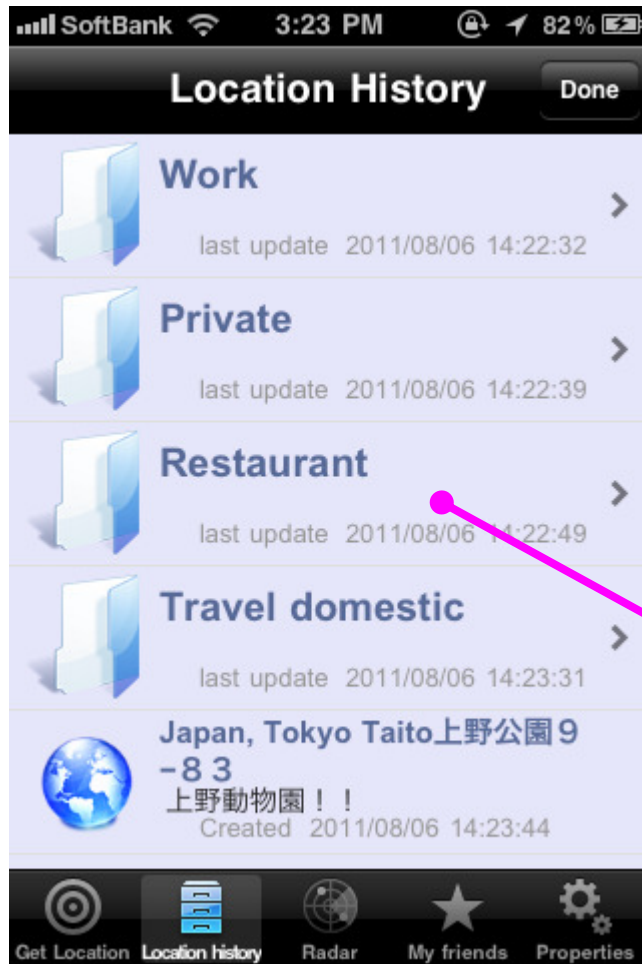 SoftBank 3:23 PM 82%
Location History Done
Work
last update 2011/08/06 14:22:32
Private
last update 2011/08/06 14:22:39
Restaurant
last update 2011/08/06 14:22:49
Travel domestic
last update 2011/08/06 14:23:31
Japan, Tokyo Taito上野公園９
−８３
上野動物園！！
Created 2011/08/06 14:23:44
Get Location Location history Radar My friends Properties